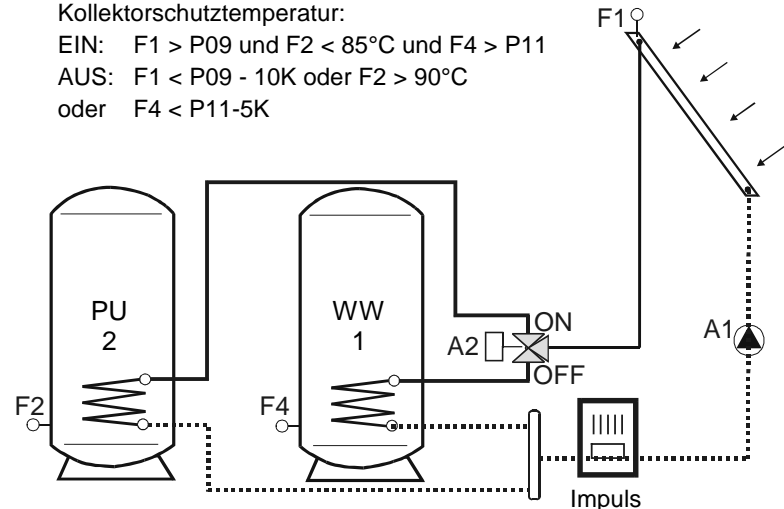 Kollektorschutztemperatur:
EIN: F1 > P09 und F2 < 85°C und F4 > P11
AUS: F1 < P09 - 10K oder F2 > 90°C
oder F4 < P11-5K
F1
PU
2
WW
1
ON
A2
OFF
A1
F2
F4
Impuls